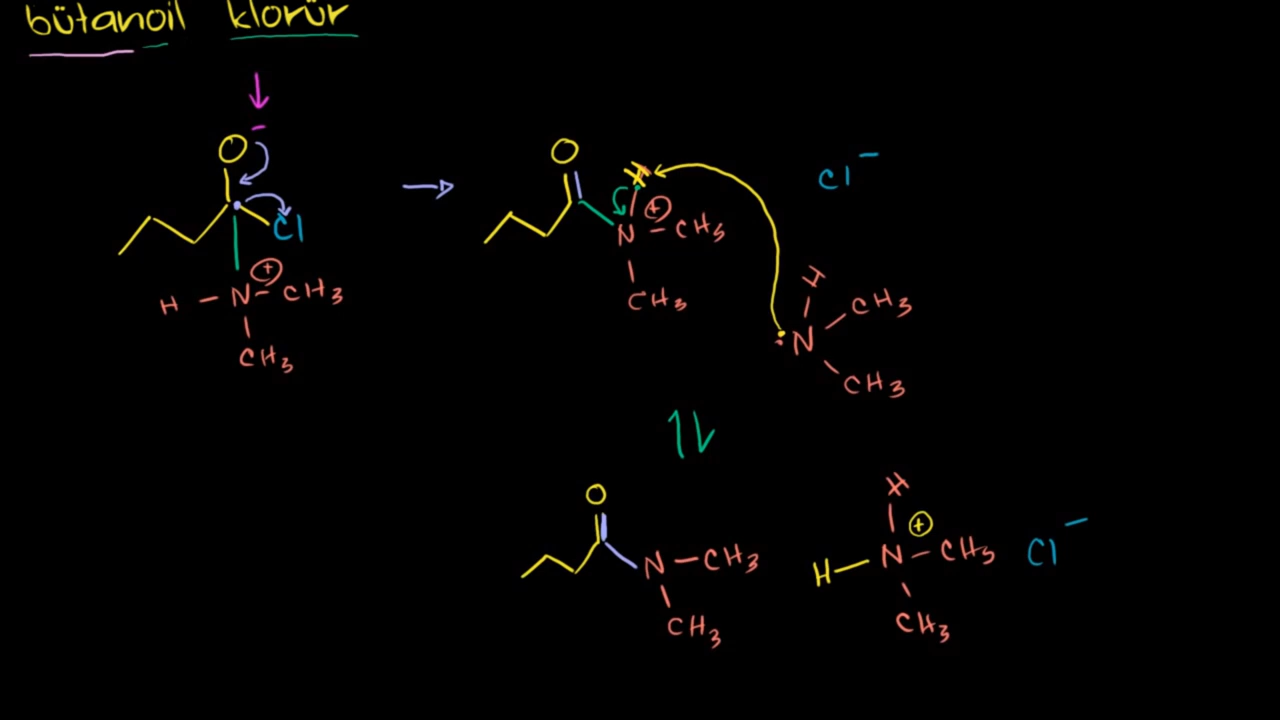 bütanoil klorür
O -
Cl
H - N + - CH3
CH3
O
H
N + - CH3
CH3
Cl -
H
: N
CH3
CH3
O
N - CH3
CH3
H
H - N + - CH3
CH3
Cl -